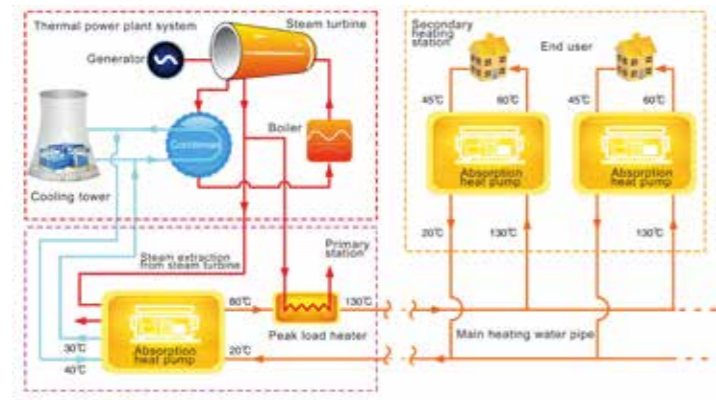 Thermal power plant system
Steam turbine
Generator
Condenser
Boiler
Cooling tower
Secondary
heating
station
End user
45℃
60℃
45℃
60℃
Absorption
heat pump
Absorption
heat pump
20℃
130℃
130℃
Steam extraction
from steam turbine
Primary
station
Absorption
heat pump
30℃
40℃
20℃
130℃
Peak load heater
Main heating water pipe